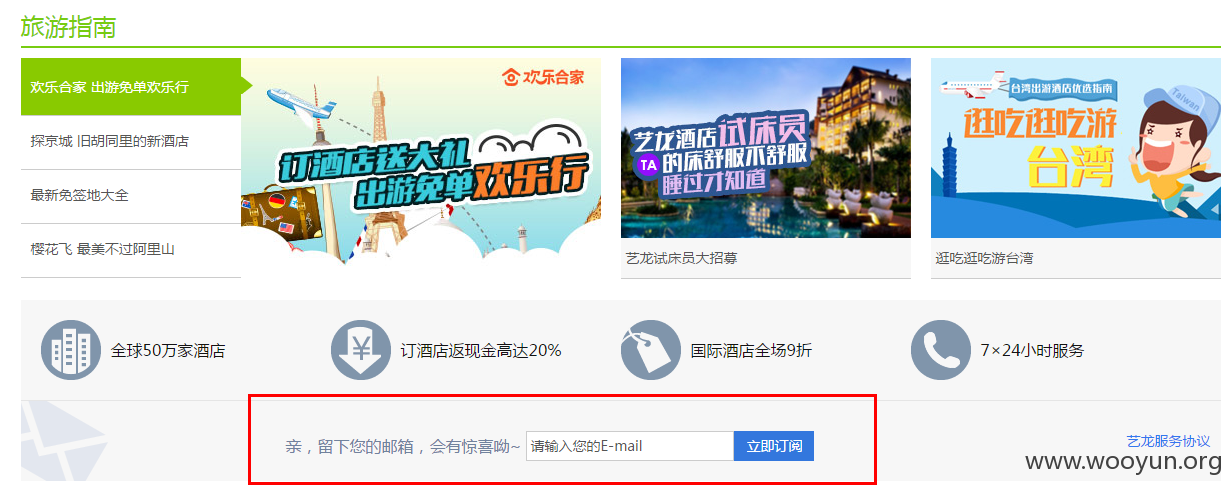 旅游指南
欢乐合家 出游免单欢乐行
探京城 旧胡同里的新酒店
最新免签地大全
樱花飞 最美不过阿里山
欢乐合家
订酒店送大礼
出游免单欢乐行
艺龙酒店试床员
TA的床舒服不舒服
睡过才知道
艺龙试床员大招募
台湾出游酒店优选指南
逛吃逛吃游
台湾
Taiwan
逛吃逛吃游台湾
全球50万家酒店
订酒店返现金高达20%
国际酒店全场9折
7×24小时服务
亲，留下您的邮箱，会有惊喜呦~ 请输入您的E-mail 立即订阅
艺龙服务协议
www.wooyun.org